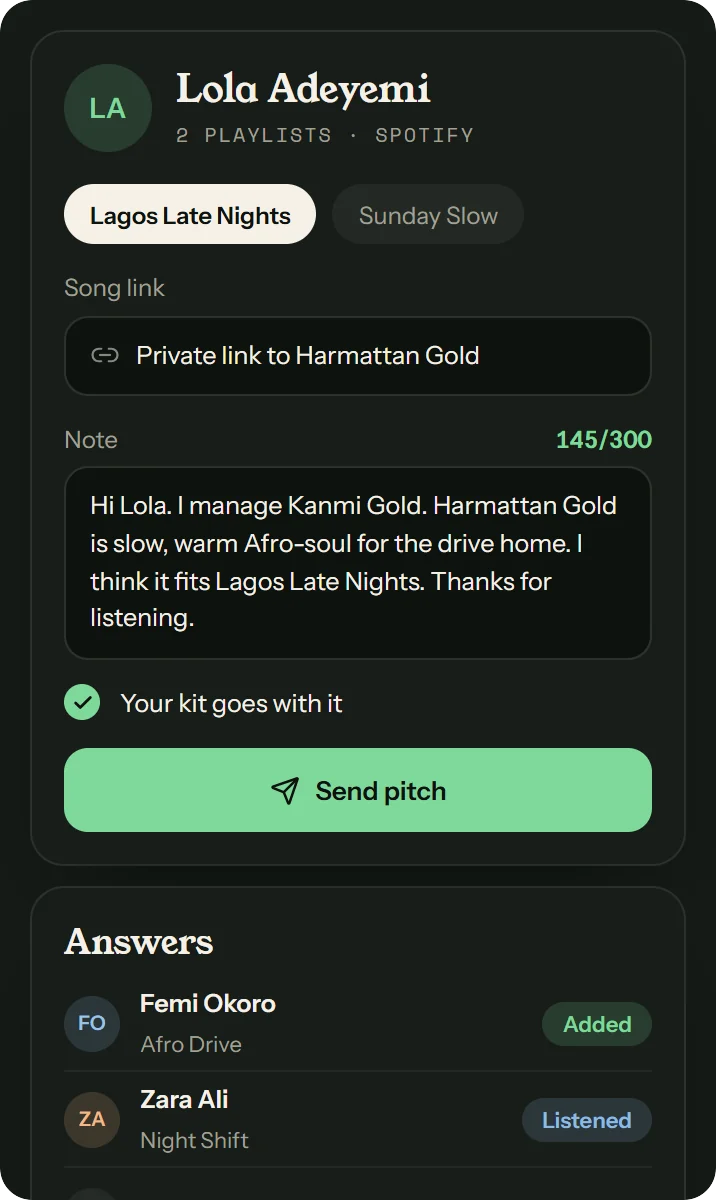 LA
Lola Adeyemi
2 PLAYLISTS · SPOTIFY
Lagos Late Nights
Sunday Slow
Song link
Private link to Harmattan Gold
Note
145/300
Hi Lola. I manage Kanmi Gold. Harmattan Gold
is slow, warm Afro-soul for the drive home. I
think it fits Lagos Late Nights. Thanks for
listening.
Your kit goes with it
Send pitch
Answers
FO
Femi Okoro
Afro Drive
Added
ZA
Zara Ali
Night Shift
Listened